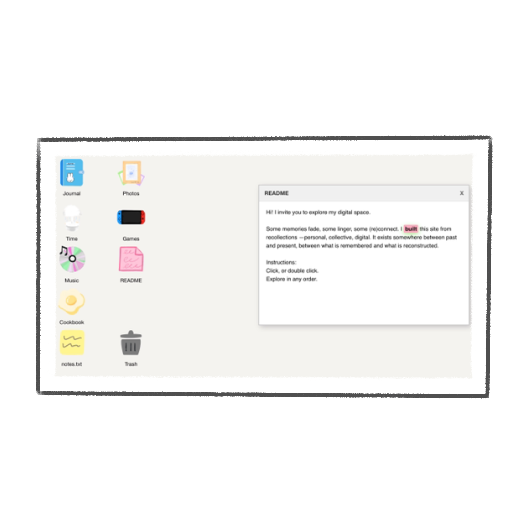 Journal
Photos
Time
Games
Music
README
Cookbook
notes.txt
Trash
README X
Hi! I invite you to explore my digital space.
Some memories fade, some linger, some (re)connect. I built this site from
recollections —personal, collective, digital. It exists somewhere between past
and present, between what is remembered and what is reconstructed.
Instructions:
Click, or double click.
Explore in any order.